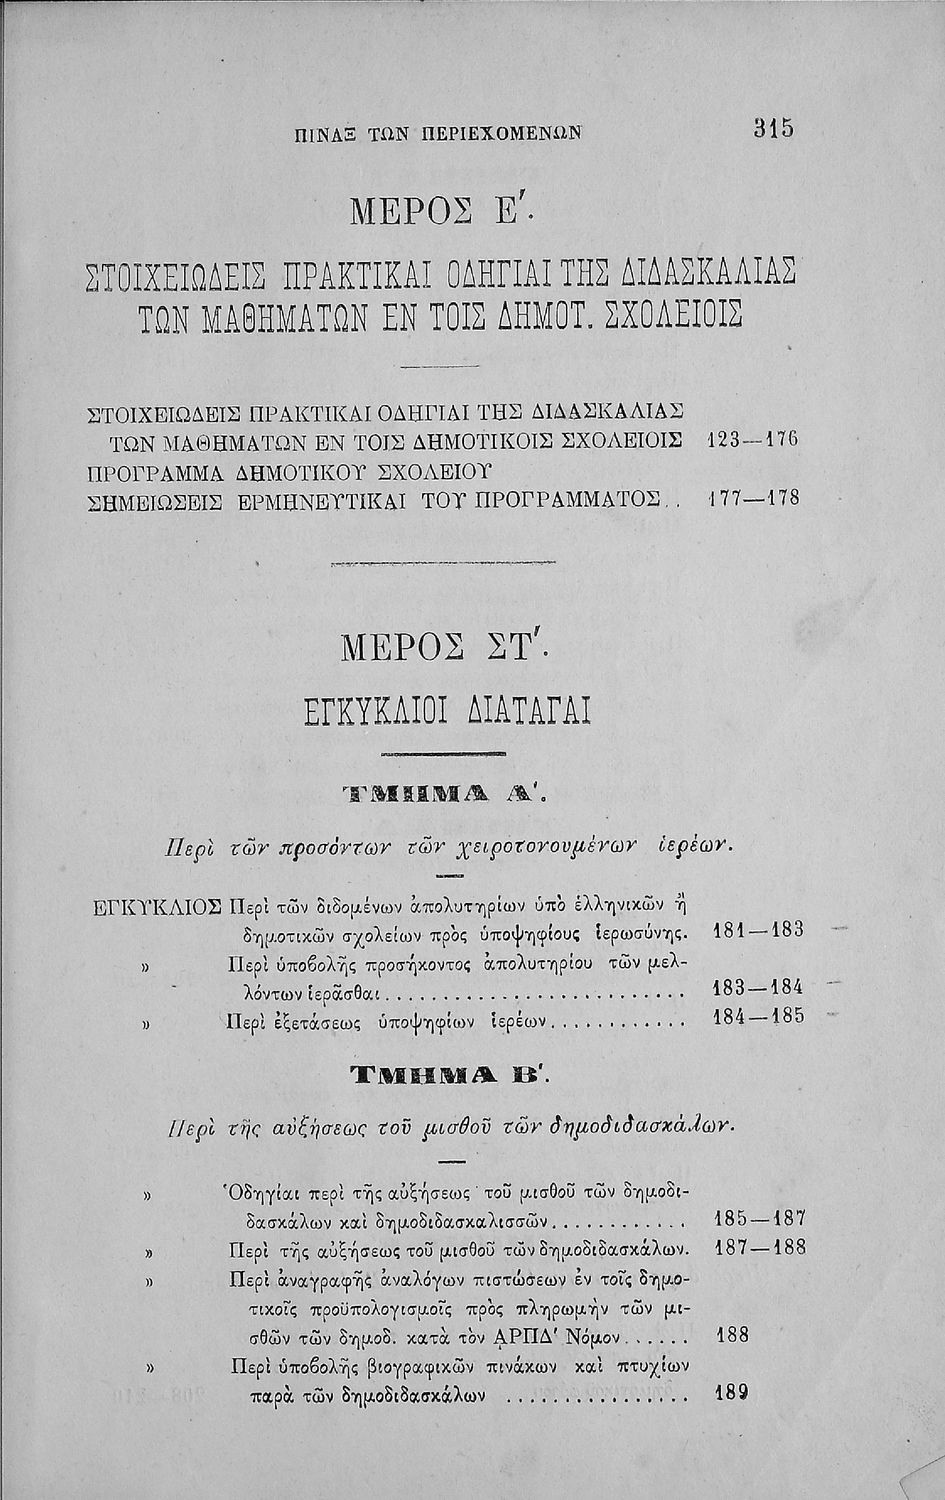 ΠΙΝΑΞ ΤΩΝ ΠΕΡΙΕΧΟΜΕΝΩΝ 315
ΜΕΡΟΣ Ε΄.
ΣΤΟΙΧΕΙΩΔΕΙΣ ΠΡΑΚΤΙΚΑΙ ΟΔΗΓΙΑΙ ΤΗΣ ΔΙΔΑΣΚΑΛΙΑΣ
ΤΩΝ ΜΑΘΗΜΑΤΩΝ ΕΝ ΤΟΙΣ ΔΗΜΟΤ. ΣΧΟΛΕΙΟΙΣ
ΣΤΟΙΧΕΙΩΔΕΙΣ ΠΡΑΚΤΙΚΑΙ ΟΔΗΓΙΑΙ ΤΗΣ ΔΙΔΑΣΚΑΛΙΑΣ
ΤΩΝ ΜΑΘΗΜΑΤΩΝ ΕΝ ΤΟΙΣ ΔΗΜΟΤΙΚΟΙΣ ΣΧΟΛΕΙΟΙΣ 123—176
ΠΡΟΓΡΑΜΜΑ ΔΗΜΟΤΙΚΟΥ ΣΧΟΛΕΙΟΥ
ΣΗΜΕΙΩΣΕΙΣ ΕΡΜΗΝΕΥΤΙΚΑΙ ΤΟΥ ΠΡΟΓΡΑΜΜΑΤΟΣ.. 177—178
ΜΕΡΟΣ ΣΤ΄.
ΕΓΚΥΚΛΙΟΙ ΔΙΑΤΑΓΑΙ
ΤΜΗΜΑ Α΄.
Περὶ τῶν προσόντων τῶν χειροτονουμένων ἱερέων.
ΕΓΚΥΚΛΙΟΣ Περὶ τῶν διδομένων ἀπολυτηρίων ὑπὸ ἑλληνικῶν ἢ
δημοτικῶν σχολείων πρὸς ὑποψηφίους ἱερωσύνης. 181—183
» Περὶ ὑποβολῆς προσήκοντος ἀπολυτηρίου τῶν μελ-
λόντων ἱερᾶσθαι.......................... 183—184
» Περὶ ἐξετάσεως ὑποψηφίων ἱερέων............ 184—185
ΤΜΗΜΑ Β΄.
Περὶ τῆς αὐξήσεως τοῦ μισθοῦ τῶν δημοδιδασκάλων.
» Ὁδηγίαι περὶ τῆς αὐξήσεως τοῦ μισθοῦ τῶν δημοδι-
δασκάλων καὶ δημοδιδασκαλισσῶν............ 185—187
» Περὶ τῆς αὐξήσεως τοῦ μισθοῦ τῶν δημοδιδασκάλων. 187—188
» Περὶ ἀναγραφῆς ἀναλόγων πιστώσεων ἐν τοῖς δημο-
τικοῖς προϋπολογισμοῖς πρὸς πληρωμὴν τῶν μι-
σθῶν τῶν δημοδ. κατὰ τὸν ΑΡΠΔ΄ Νόμον...... 188
» Περὶ ὑποβολῆς βιογραφικῶν πινάκων καὶ πτυχίων
παρὰ τῶν δημοδιδασκάλων ................ 189